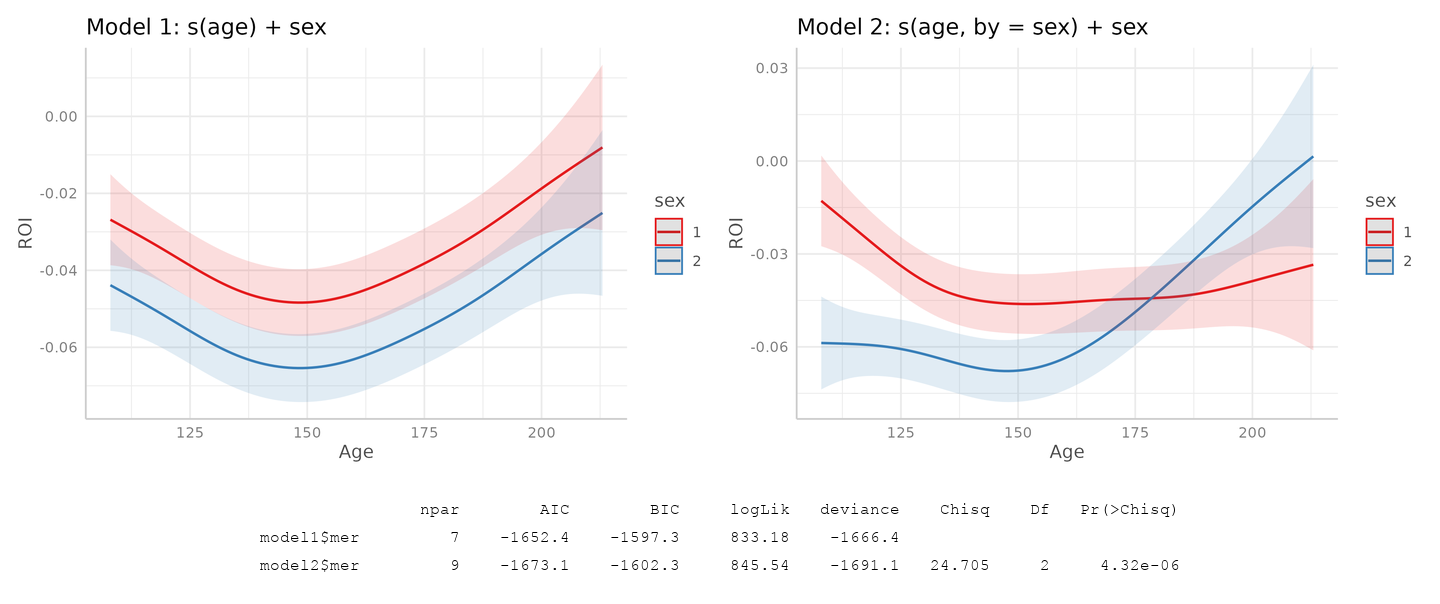 Model 1: s(age) + sex
0.00
-0.02
-0.04
-0.06
ROI
125 150 175 200
Age
sex
1
2
Model 2: s(age, by = sex) + sex
0.03
0.00
-0.03
-0.06
ROI
125 150 175 200
Age
sex
1
2
npar AIC BIC logLik deviance Chisq Df Pr(>Chisq)
model1$mer 7 -1652.4 -1597.3 833.18 -1666.4
model2$mer 9 -1673.1 -1602.3 845.54 -1691.1 24.705 2 4.32e-06